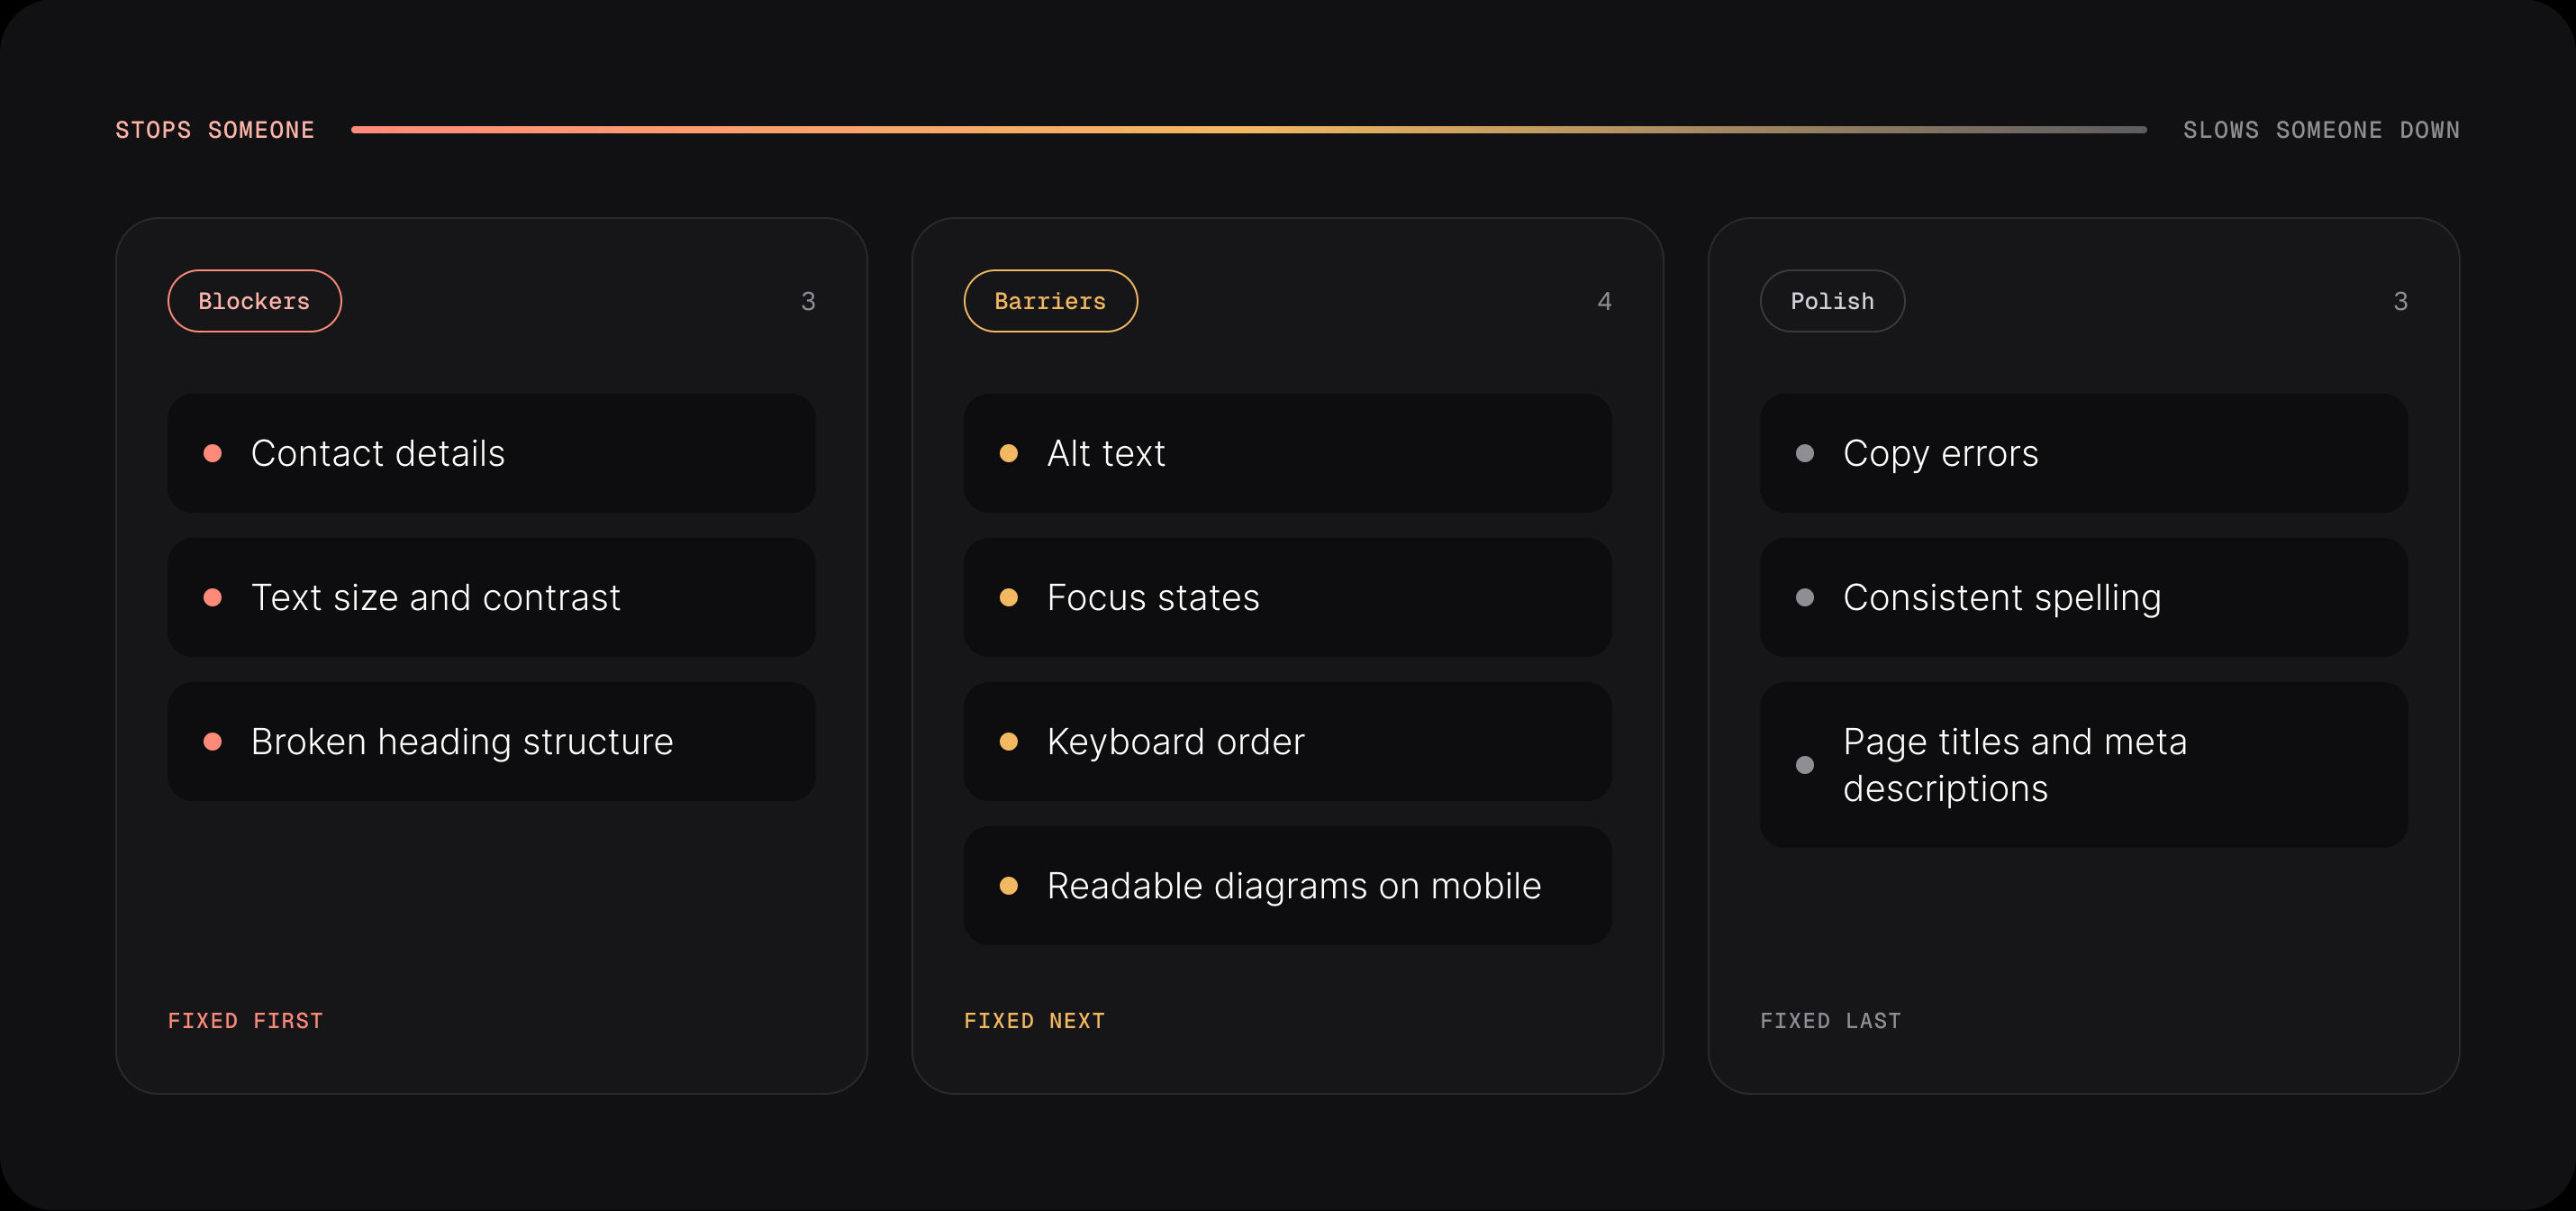 STOPS SOMEONE
SLOWS SOMEONE DOWN
Blockers
3
Contact details
Text size and contrast
Broken heading structure
FIXED FIRST
Barriers
4
Alt text
Focus states
Keyboard order
Readable diagrams on mobile
FIXED NEXT
Polish
3
Copy errors
Consistent spelling
Page titles and meta
descriptions
FIXED LAST